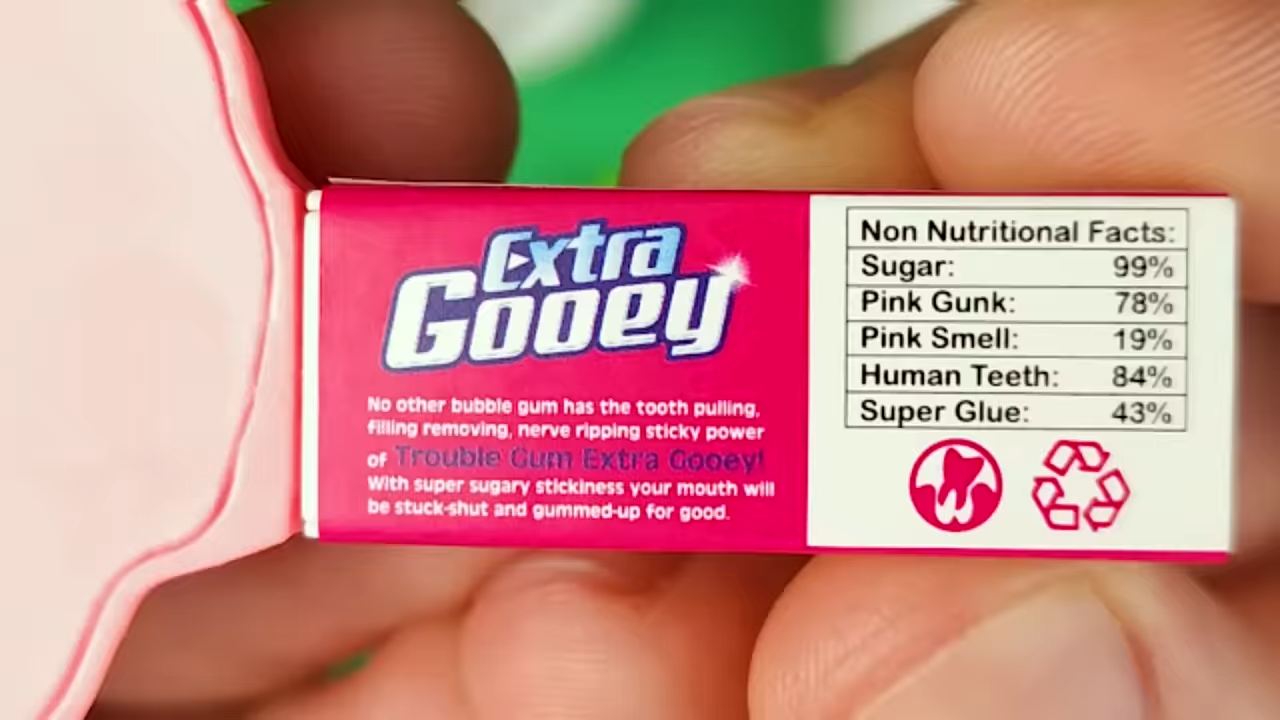 Extra
Gooey
No other bubble gum has the tooth pulling,
filling removing, nerve ripping sticky power
of Trouble Gum Extra Gooey!
With super sugary stickiness your mouth will
be stuck-shut and gummed-up for good.
Non Nutritional Facts:
Sugar: 99%
Pink Gunk: 78%
Pink Smell: 19%
Human Teeth: 84%
Super Glue: 43%